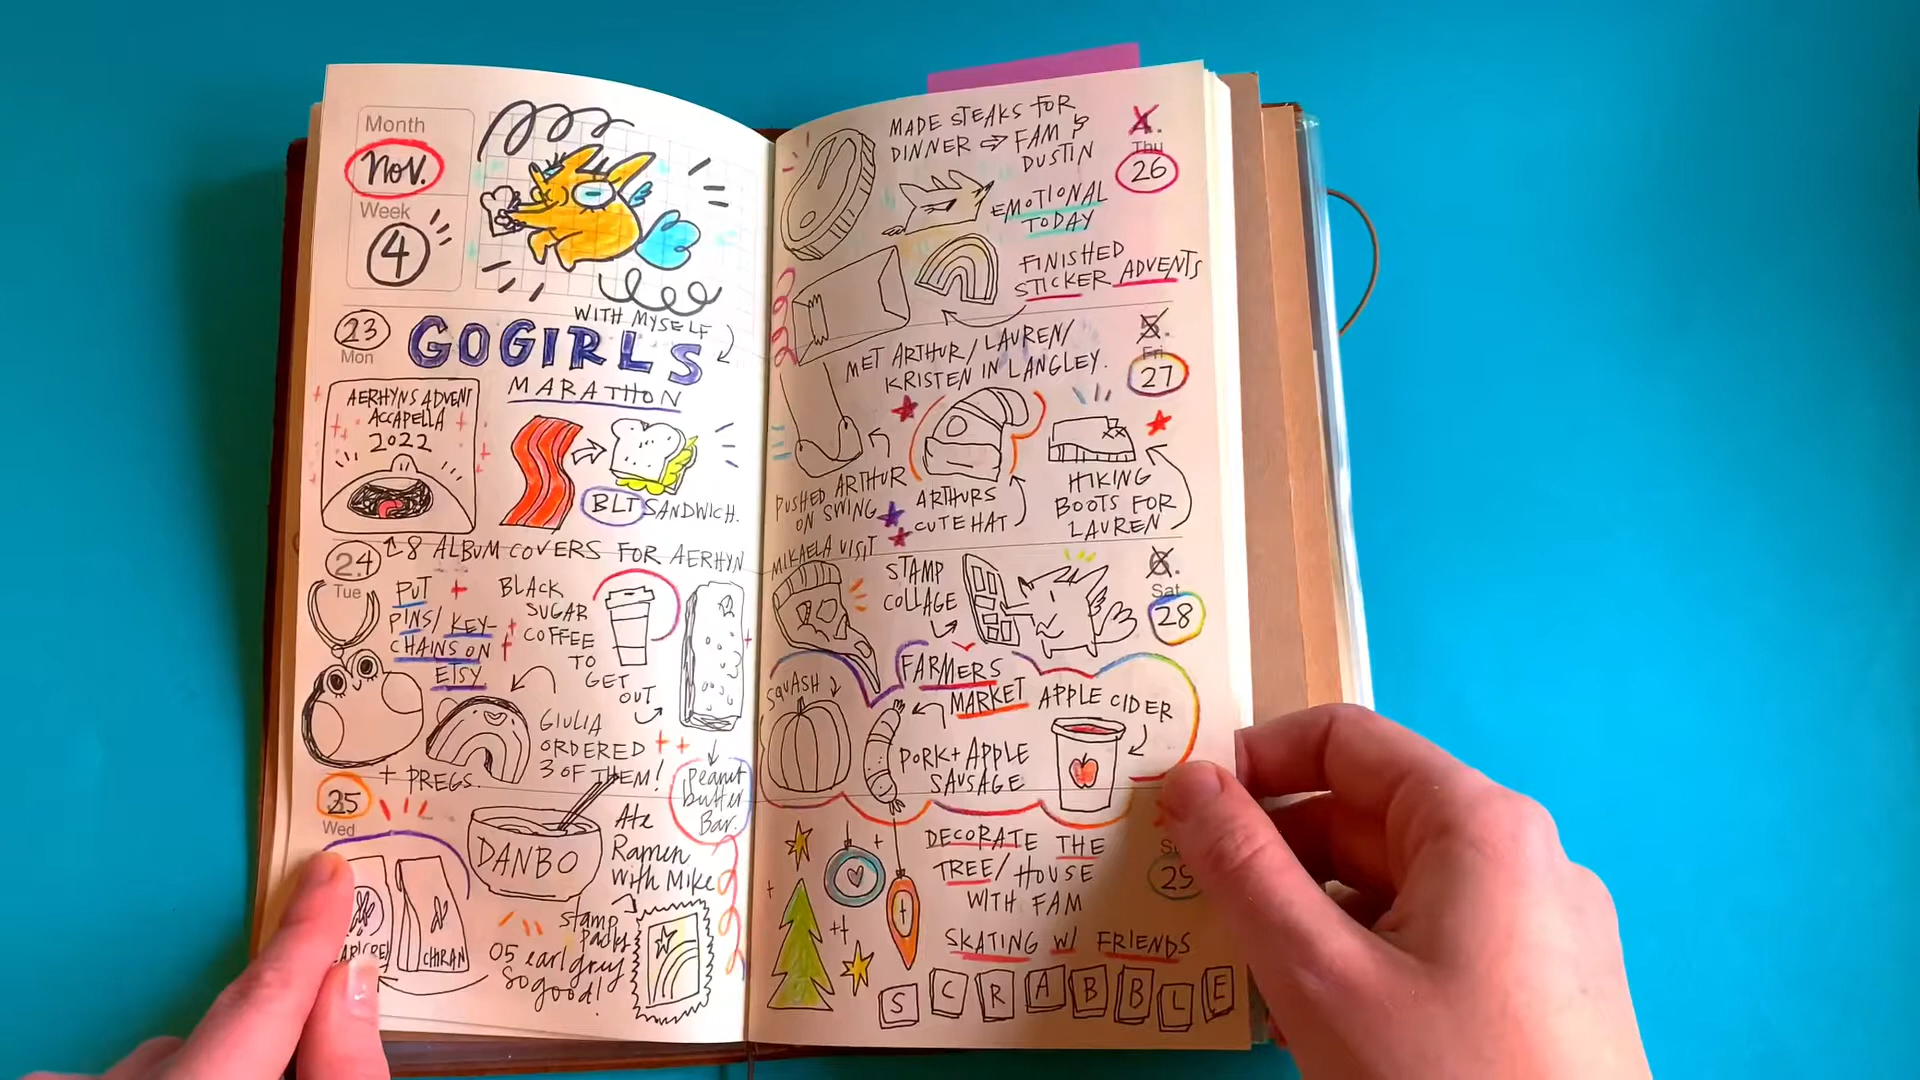 Month
Nov.
Week
4
WITH MYSELF
23
Mon
GOGIRLS
MARATHON
AERHYNS ADVENT
ACCAPELLA
2022
BLT SANDWICH.
8 ALBUM COVERS FOR AERHYN
24
Tue
PUT
PINS/ KEY-
CHAINS ON
ETSY
BLACK
SUGAR
COFFEE
TO
GET
OUT
GIULIA
ORDERED
3 OF THEM!
+ PREGS.
Peanut
butter
Bar.
25
Wed
DANBO
Ate
Ramen
with Mike
CHIRAN
Stamp
Packs
05 earl grey
So good!
MADE STEAKS FOR
DINNER ⇨ FAM &
DUSTIN
Thu
26
EMOTIONAL
TODAY
FINISHED
STICKER ADVENTS
MET ARTHUR/ LAUREN/
KRISTEN IN LANGLEY.
5.
Fri
27
PUSHED ARTHUR
ON SWING
ARTHURS
CUTE HAT
HIKING
BOOTS FOR
LAUREN
MIKAELA VISIT
STAMP
COLLAGE
6.
Sat
28
FARMERS
MARKET
SQUASH
APPLE CIDER
PORK + APPLE
SAUSAGE
DECORATE THE
TREE/ HOUSE
WITH FAM
SKATING W/ FRIENDS
SCRABBLE